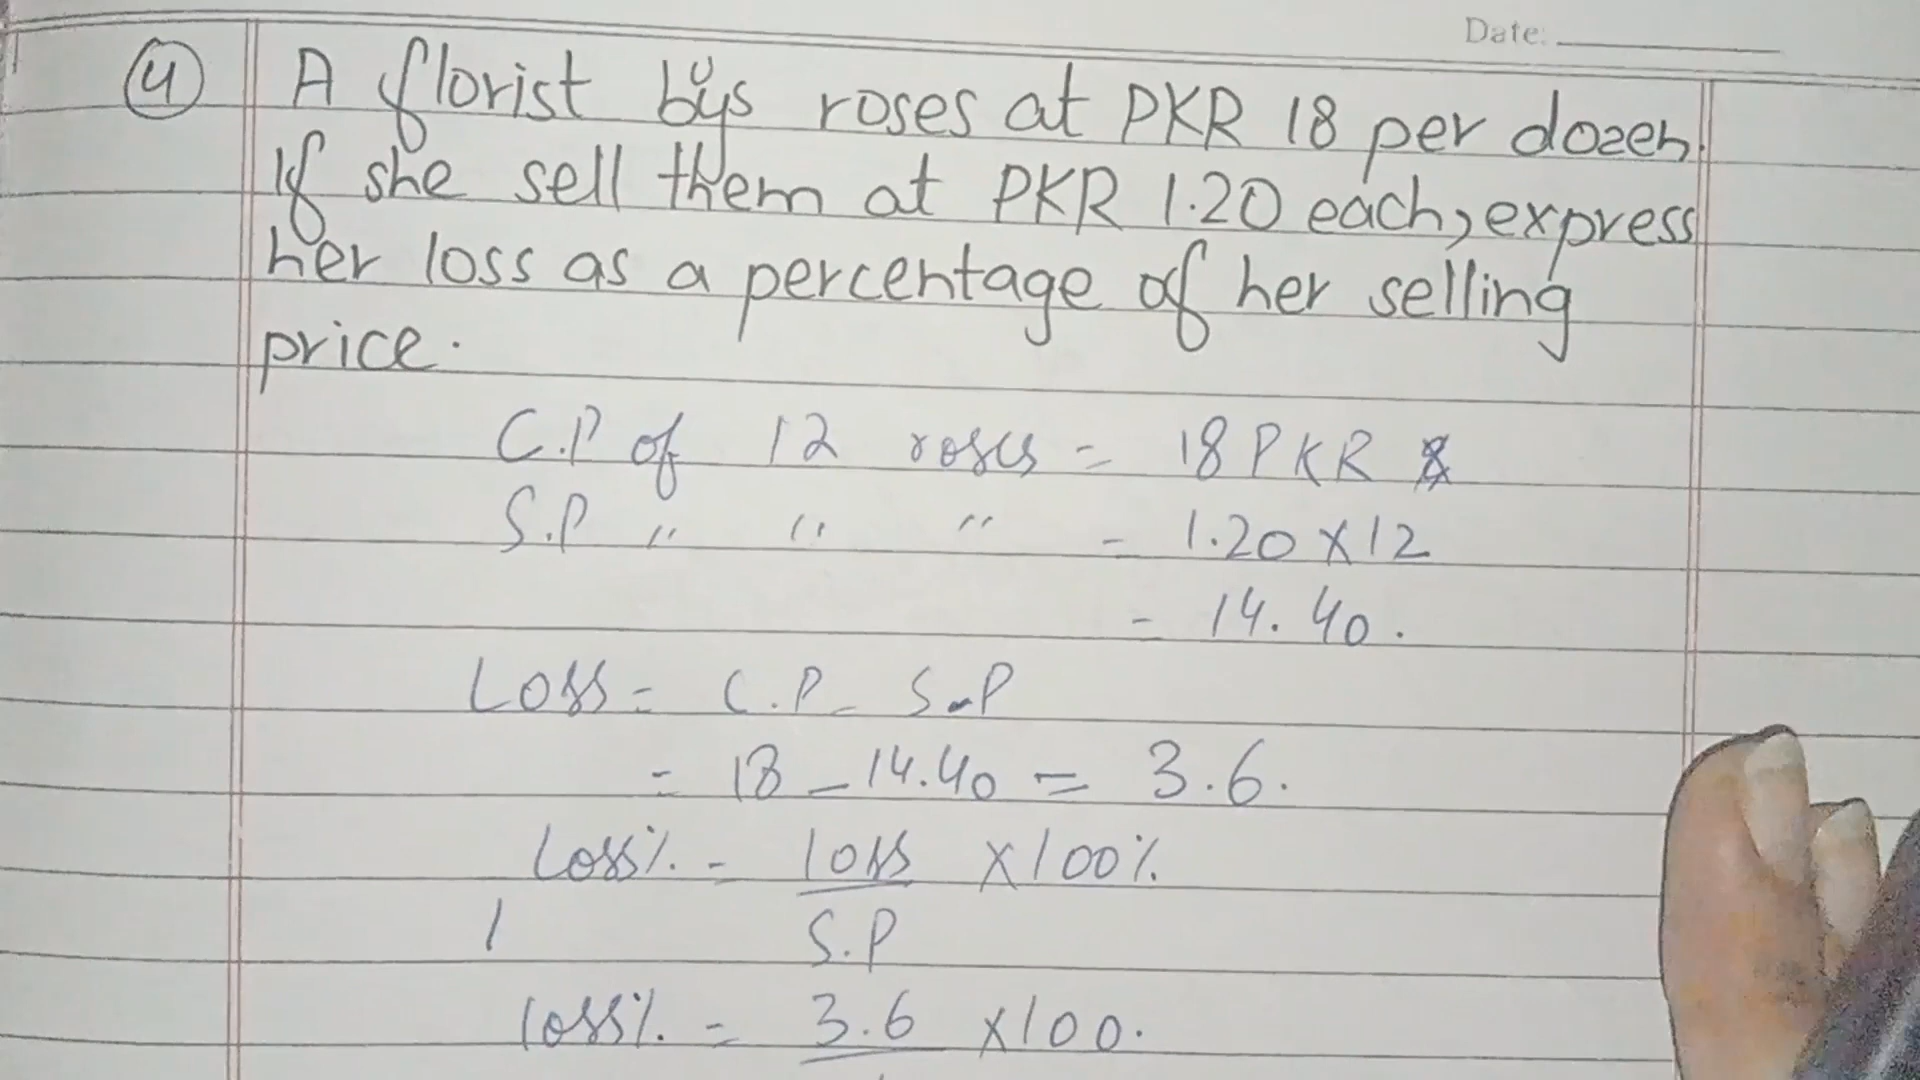 Date:
4 A florist buys roses at PKR 18 per dozen.
If she sell them at PKR 1.20 each, express
her loss as a percentage of her selling
price.
C.P of 12 roses = 18 PKR
S.P " " " = 1.20 × 12
= 14.40.
Loss = C.P - S.P
= 18 - 14.40 = 3.6.
Loss% = loss × 100%
S.P
loss% = 3.6 × 100.